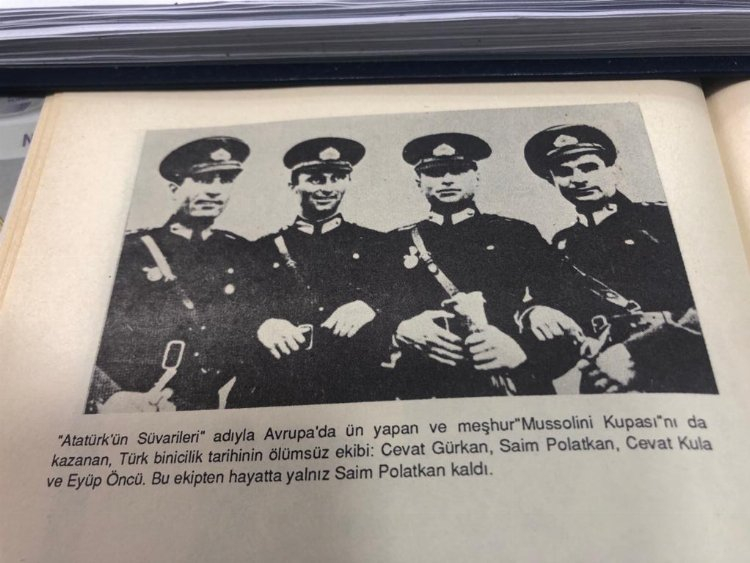 "Atatürk'ün Süvarileri" adıyla Avrupa'da ün yapan ve meşhur"Mussolini Kupası"nı da
kazanan, Türk binicilik tarihinin ölümsüz ekibi: Cevat Gürkan, Saim Polatkan, Cevat Kula
ve Eyüp Öncü. Bu ekipten hayatta yalnız Saim Polatkan kaldı.